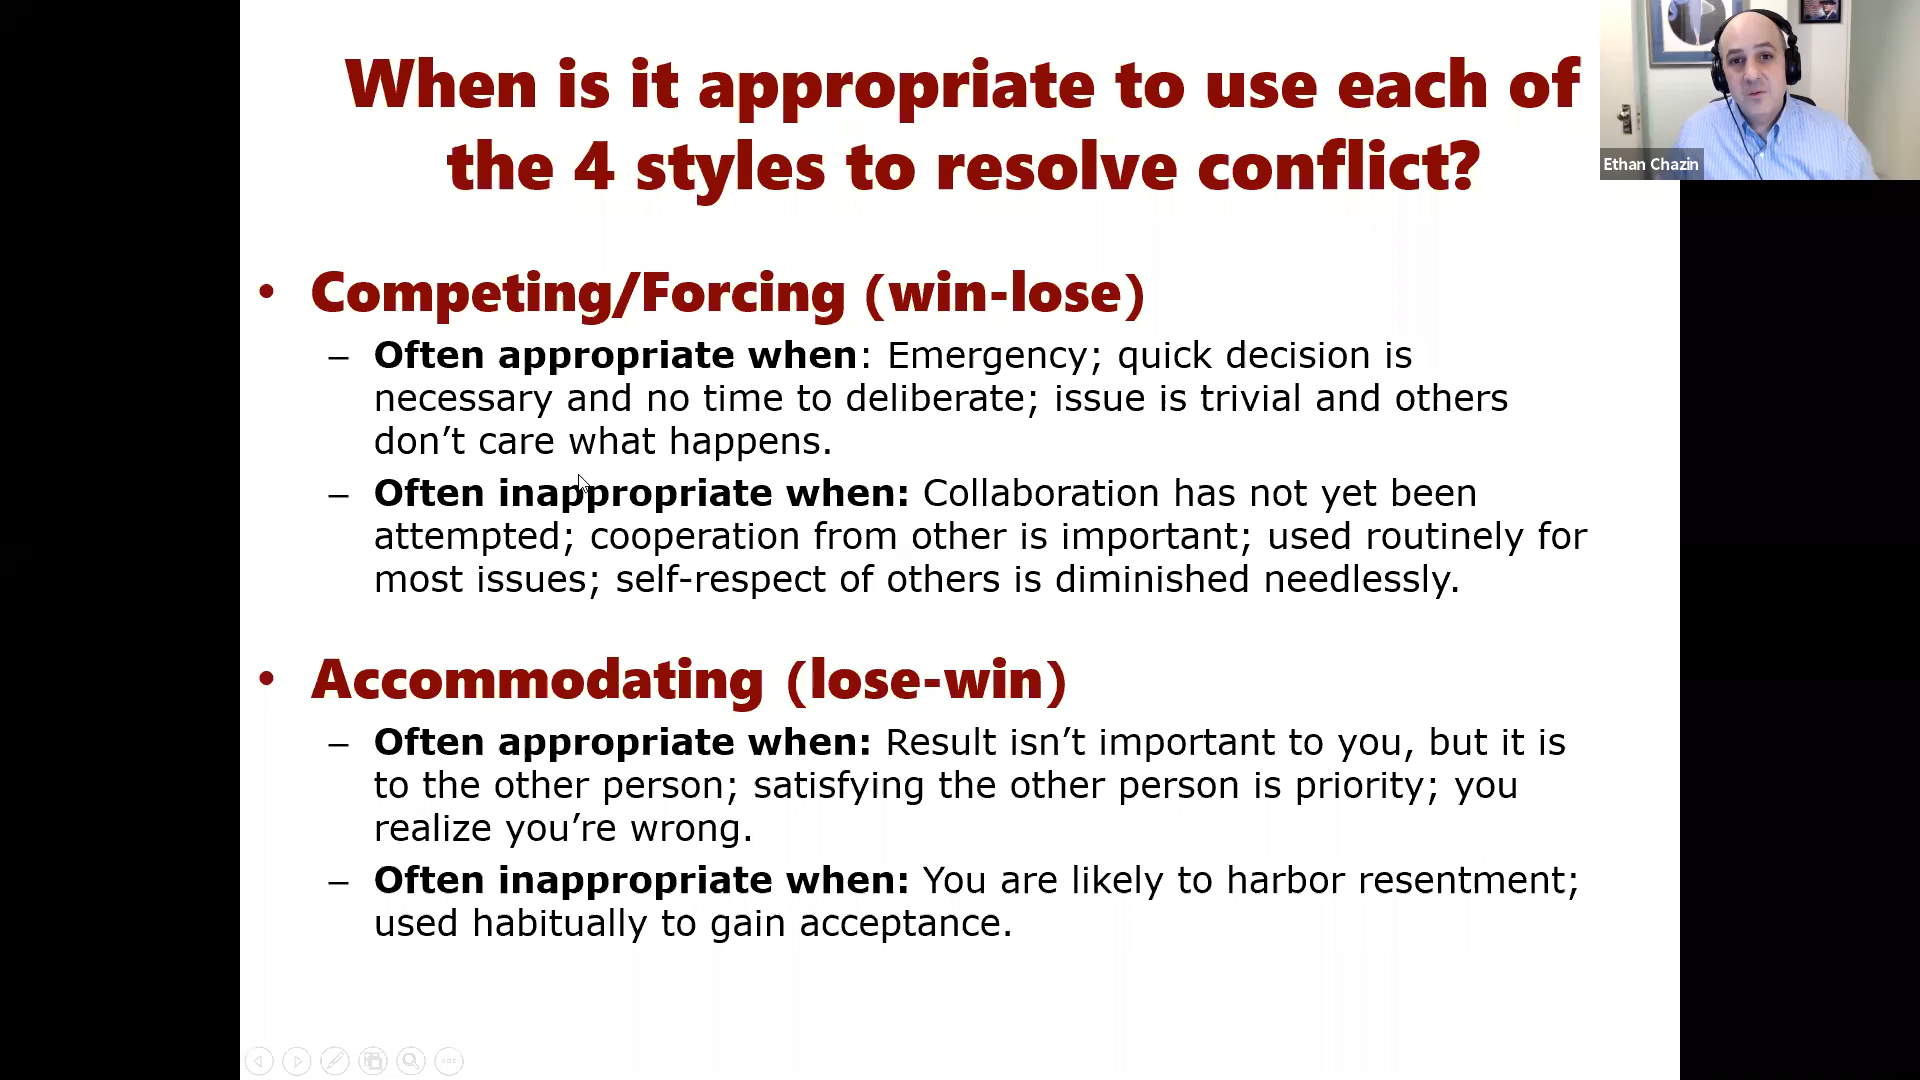 When is it appropriate to use each of
the 4 styles to resolve conflict?
Ethan Chazin
• Competing/Forcing (win-lose)
– Often appropriate when: Emergency; quick decision is
necessary and no time to deliberate; issue is trivial and others
don’t care what happens.
– Often inappropriate when: Collaboration has not yet been
attempted; cooperation from other is important; used routinely for
most issues; self-respect of others is diminished needlessly.
• Accommodating (lose-win)
– Often appropriate when: Result isn’t important to you, but it is
to the other person; satisfying the other person is priority; you
realize you’re wrong.
– Often inappropriate when: You are likely to harbor resentment;
used habitually to gain acceptance.